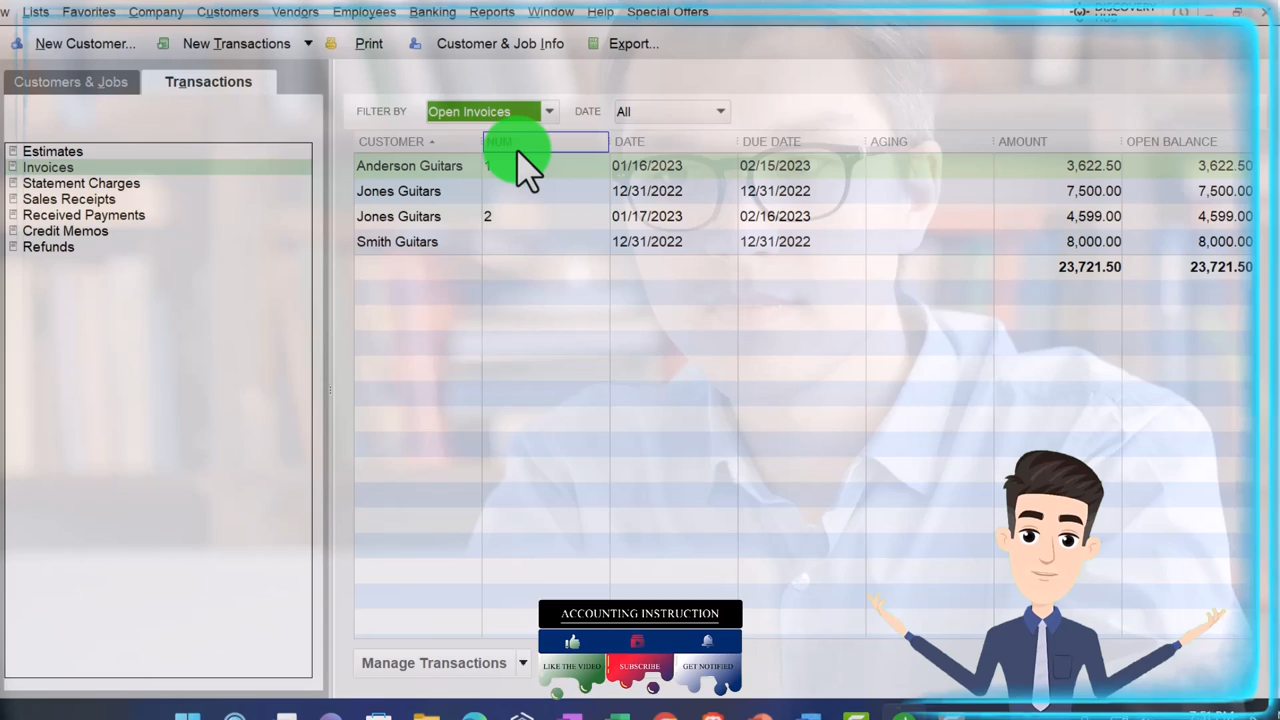 w Lists Favorites Company Customers Vendors Employees Banking Reports Window Help Special Offers DISCOVERY
New Customer... New Transactions Print Customer & Job Info Export...
Customers & Jobs Transactions
FILTER BY Open Invoices DATE All
CUSTOMER NUM DATE DUE DATE AGING AMOUNT OPEN BALANCE
Estimates
Invoices
Statement Charges
Sales Receipts
Received Payments
Credit Memos
Refunds
Anderson Guitars 1 01/16/2023 02/15/2023 3,622.50 3,622.50
Jones Guitars 12/31/2022 12/31/2022 7,500.00 7,500.00
Jones Guitars 2 01/17/2023 02/16/2023 4,599.00 4,599.00
Smith Guitars 12/31/2022 12/31/2022 8,000.00 8,000.00
23,721.50 23,721.50
ACCOUNTING INSTRUCTION
LIKE THE VIDEO SUBSCRIBE GET NOTIFIED
Manage Transactions